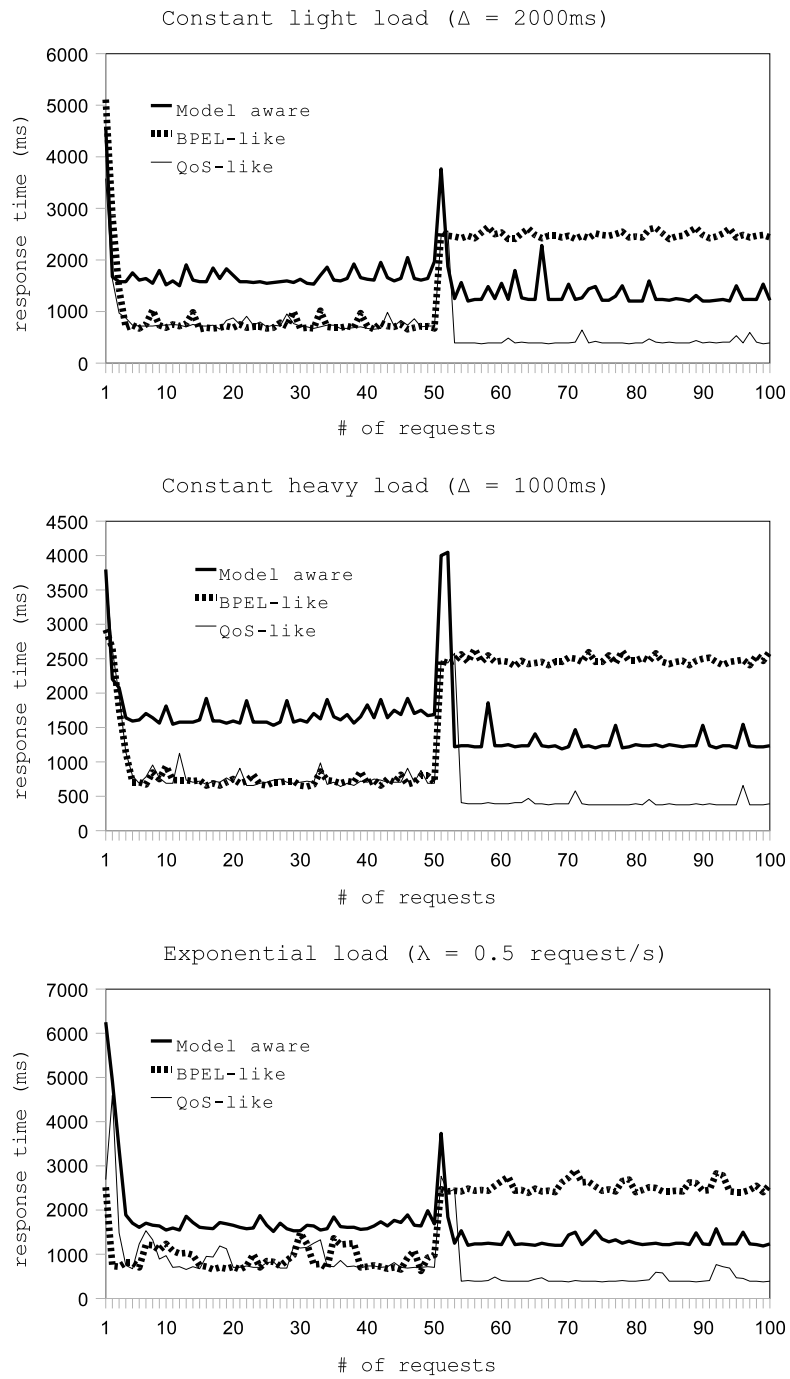 Constant light load (Δ = 2000ms)
6000
5000
4000
3000
2000
1000
0
response time (ms)
Model aware
BPEL-like
QoS-like
1 10 20 30 40 50 60 70 80 90 100
# of requests
Constant heavy load (Δ = 1000ms)
4500
4000
3500
3000
2500
2000
1500
1000
500
0
response time (ms)
Model aware
BPEL-like
QoS-like
1 10 20 30 40 50 60 70 80 90 100
# of requests
Exponential load (λ = 0.5 request/s)
7000
6000
5000
4000
3000
2000
1000
0
response time (ms)
Model aware
BPEL-like
QoS-like
1 10 20 30 40 50 60 70 80 90 100
# of requests